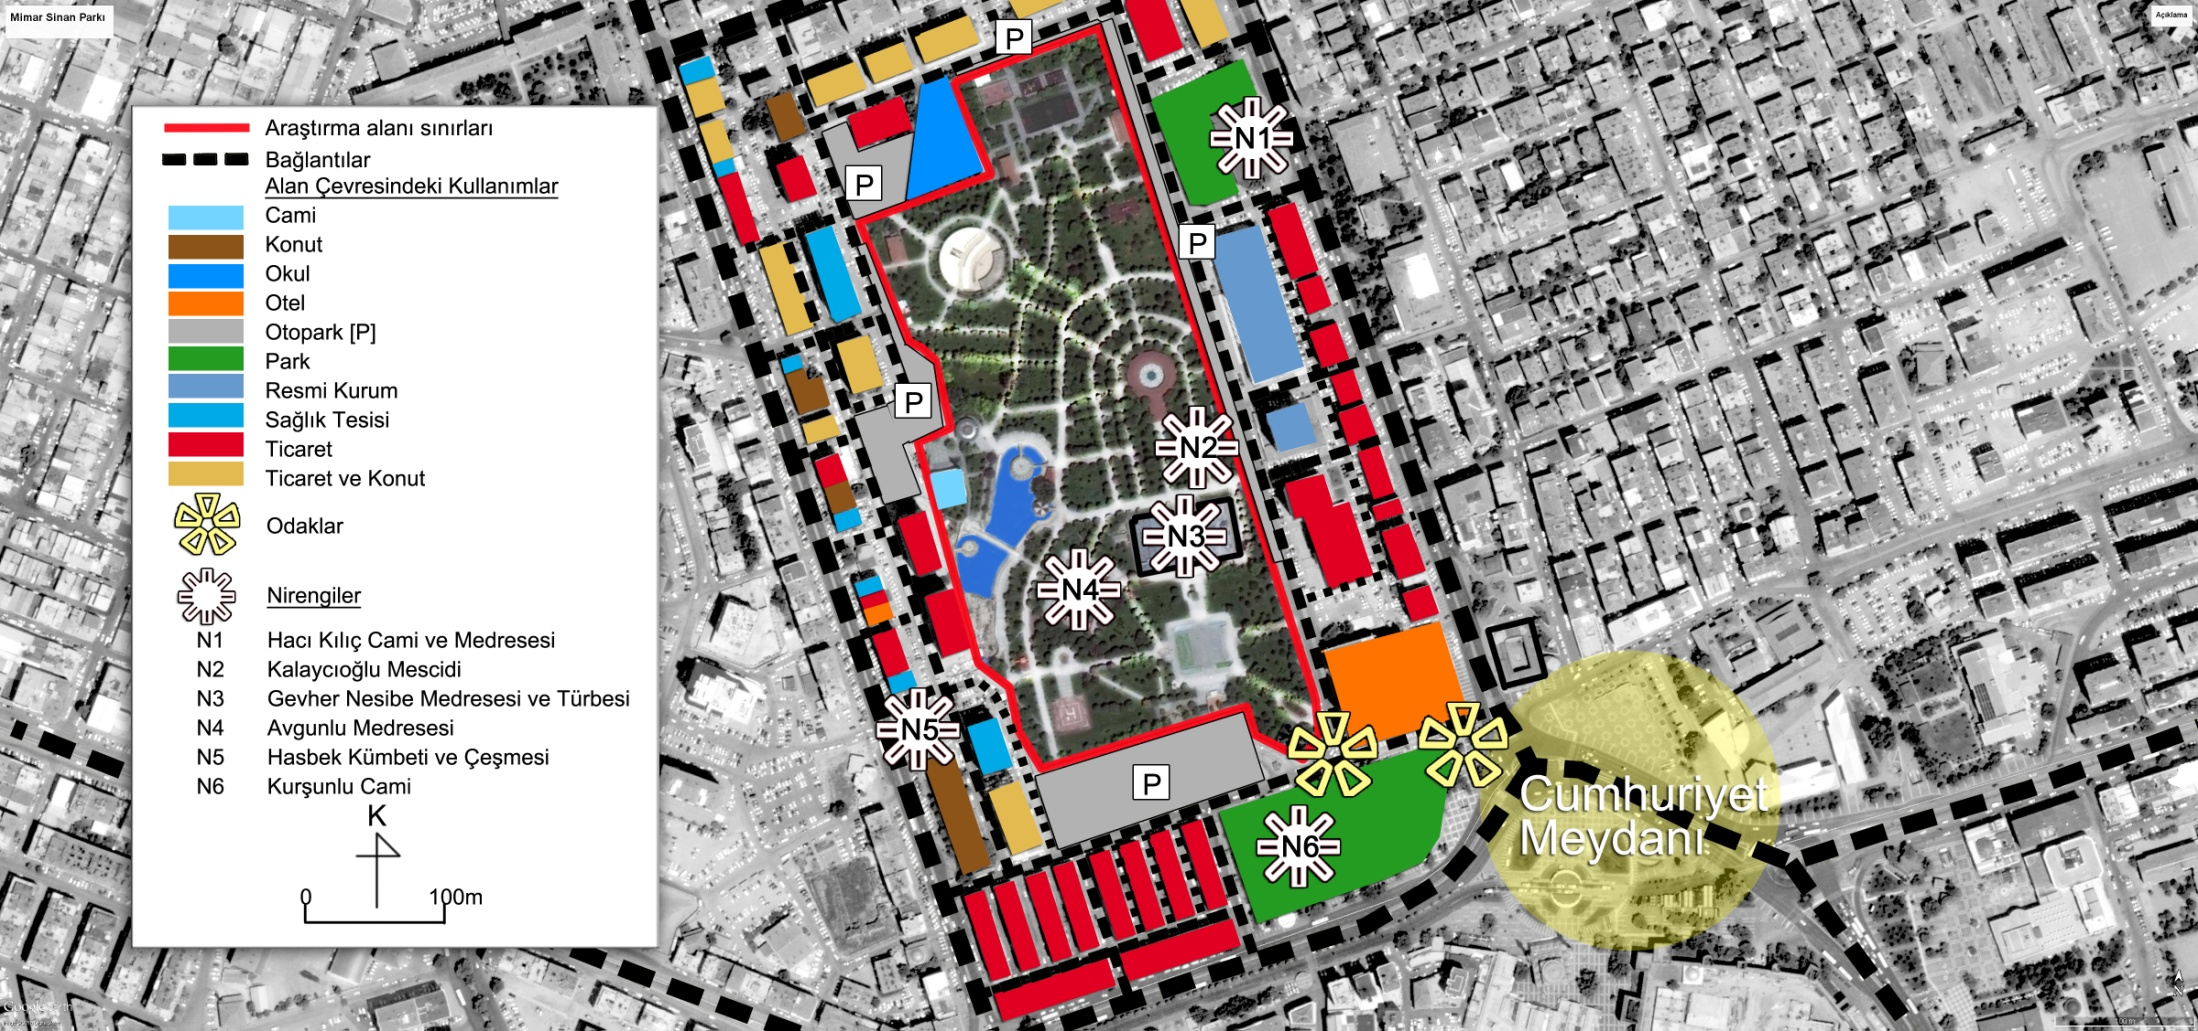 Mimar Sinan Parkı
Açıklama
Araştırma alanı sınırları
Bağlantılar
Alan Çevresindeki Kullanımlar
Cami
Konut
Okul
Otel
Otopark [P]
Park
Resmi Kurum
Sağlık Tesisi
Ticaret
Ticaret ve Konut
Odaklar
Nirengiler
N1 Hacı Kılıç Cami ve Medresesi
N2 Kalaycıoğlu Mescidi
N3 Gevher Nesibe Medresesi ve Türbesi
N4 Avgunlu Medresesi
N5 Hasbek Kümbeti ve Çeşmesi
N6 Kurşunlu Cami
K
0 100m
P
N1
P
P
P
N2
N3
N4
N5
P
N6
Cumhuriyet
Meydanı
Google earth
100 m